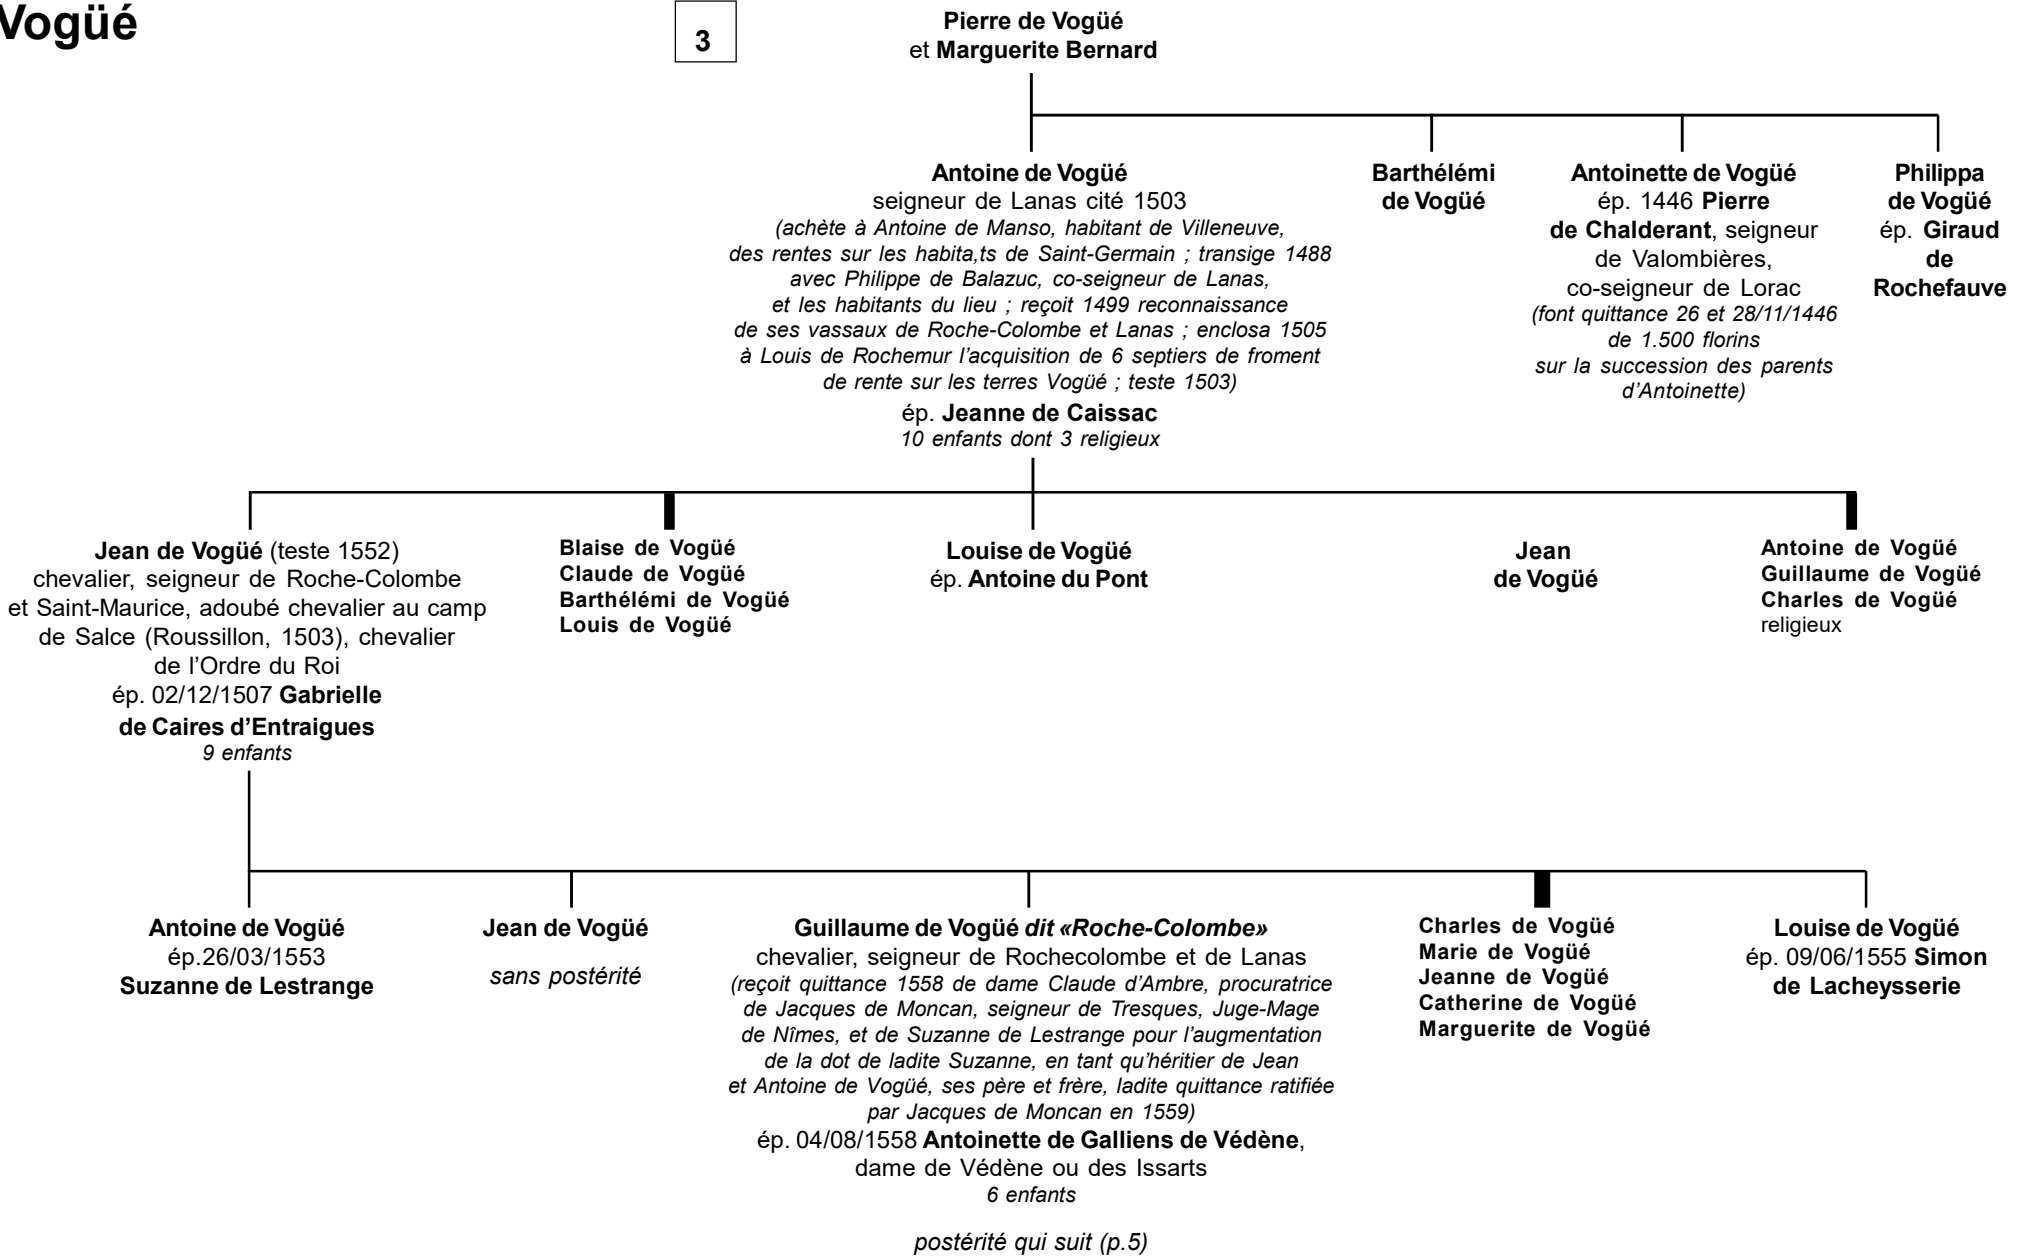 Vogüé
3
Pierre de Vogüé
et Marguerite Bernard
Antoine de Vogüé
seigneur de Lanas cité 1503
(achète à Antoine de Manso, habitant de Villeneuve,
des rentes sur les habita,ts de Saint-Germain ; transige 1488
avec Philippe de Balazuc, co-seigneur de Lanas,
et les habitants du lieu ; reçoit 1499 reconnaissance
de ses vassaux de Roche-Colombe et Lanas ; enclosa 1505
à Louis de Rochemur l’acquisition de 6 septiers de froment
de rente sur les terres Vogüé ; teste 1503)
ép. Jeanne de Caissac
10 enfants dont 3 religieux
Barthélémi
de Vogüé
Antoinette de Vogüé
ép. 1446 Pierre
de Chalderant, seigneur
de Valombières,
co-seigneur de Lorac
(font quittance 26 et 28/11/1446
de 1.500 florins
sur la succession des parents
d’Antoinette)
Philippa
de Vogüé
ép. Giraud
de
Rochefauve
Jean de Vogüé (teste 1552)
chevalier, seigneur de Roche-Colombe
et Saint-Maurice, adoubé chevalier au camp
de Salce (Roussillon, 1503), chevalier
de l’Ordre du Roi
ép. 02/12/1507 Gabrielle
de Caires d’Entraigues
9 enfants
Blaise de Vogüé
Claude de Vogüé
Barthélémi de Vogüé
Louis de Vogüé
Louise de Vogüé
ép. Antoine du Pont
Jean
de Vogüé
Antoine de Vogüé
Guillaume de Vogüé
Charles de Vogüé
religieux
Antoine de Vogüé
ép.26/03/1553
Suzanne de Lestrange
Jean de Vogüé
sans postérité
Guillaume de Vogüé dit «Roche-Colombe»
chevalier, seigneur de Rochecolombe et de Lanas
(reçoit quittance 1558 de dame Claude d’Ambre, procuratrice
de Jacques de Moncan, seigneur de Tresques, Juge-Mage
de Nîmes, et de Suzanne de Lestrange pour l’augmentation
de la dot de ladite Suzanne, en tant qu’héritier de Jean
et Antoine de Vogüé, ses père et frère, ladite quittance ratifiée
par Jacques de Moncan en 1559)
ép. 04/08/1558 Antoinette de Galliens de Védène,
dame de Védène ou des Issarts
6 enfants
postérité qui suit (p.5)
Charles de Vogüé
Marie de Vogüé
Jeanne de Vogüé
Catherine de Vogüé
Marguerite de Vogüé
Louise de Vogüé
ép. 09/06/1555 Simon
de Lacheysserie